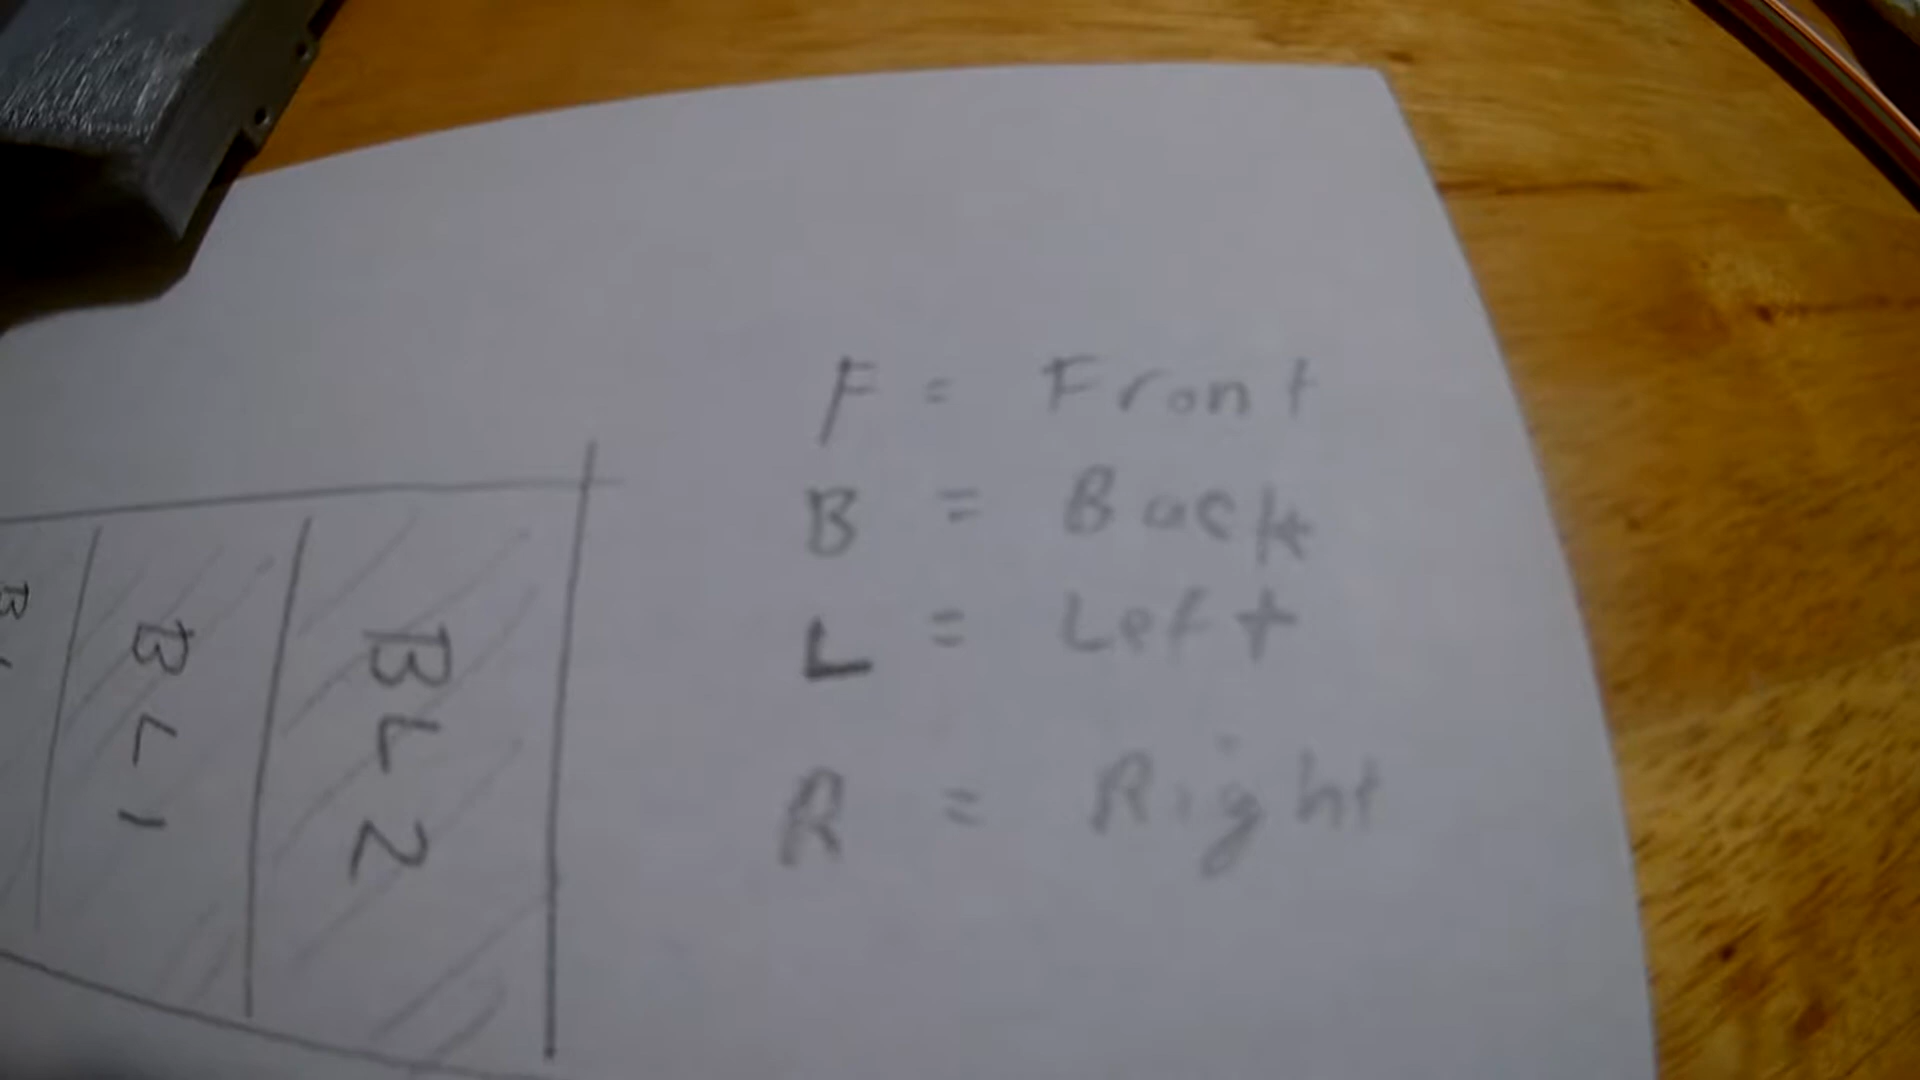 F = Front
B = Back
L = Left
R = Right
BL2
BL1